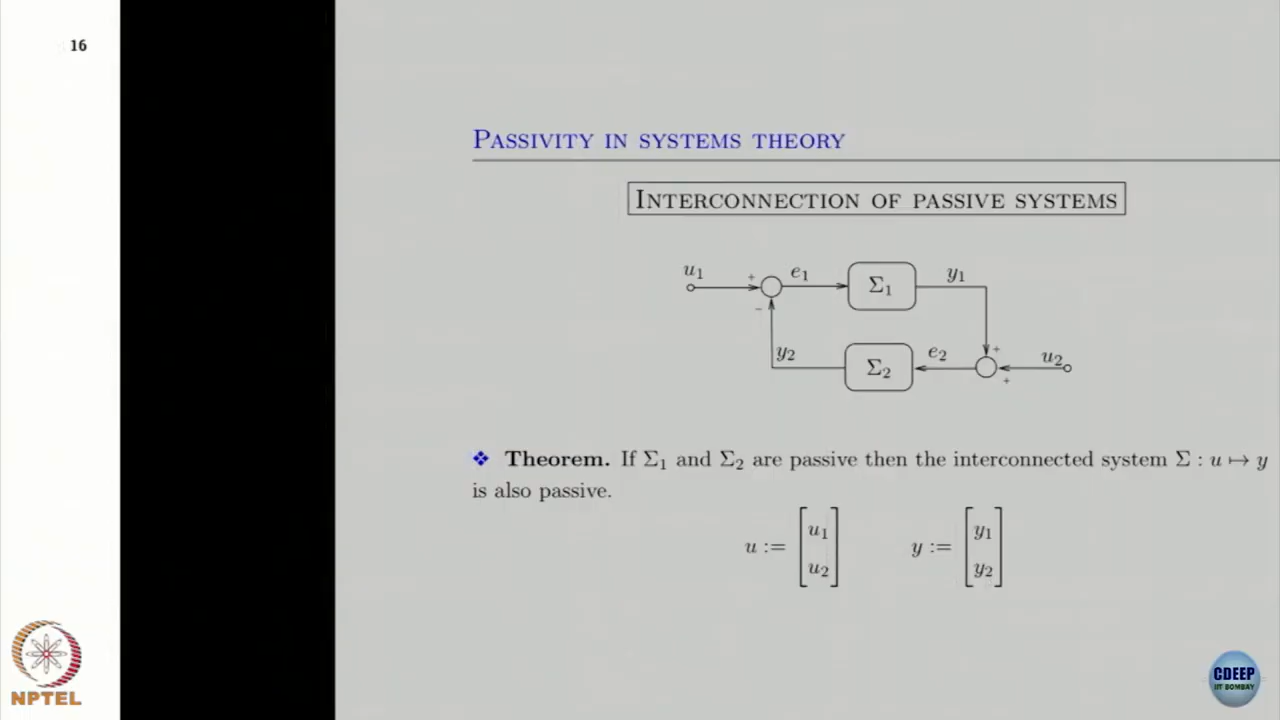 16
Passivity in systems theory
Interconnection of passive systems
u₁ + e₁ Σ₁ y₁
−
y₂ Σ₂ e₂ + u₂
+
❖ Theorem. If Σ₁ and Σ₂ are passive then the interconnected system Σ : u ↦ y
is also passive.
u := [u₁ u₂] y := [y₁ y₂]
NPTEL
CDEEP
IIT BOMBAY